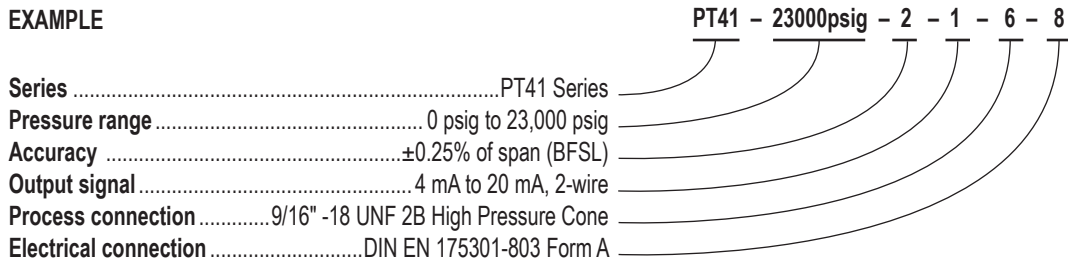 EXAMPLE PT41 – 23000psig – 2 – 1 – 6 – 8
Series ................................................................................PT41 Series
Pressure range ................................................. 0 psig to 23,000 psig
Accuracy ......................................................±0.25% of span (BFSL)
Output signal .................................................. 4 mA to 20 mA, 2-wire
Process connection .............9/16" -18 UNF 2B High Pressure Cone
Electrical connection ............................DIN EN 175301-803 Form A